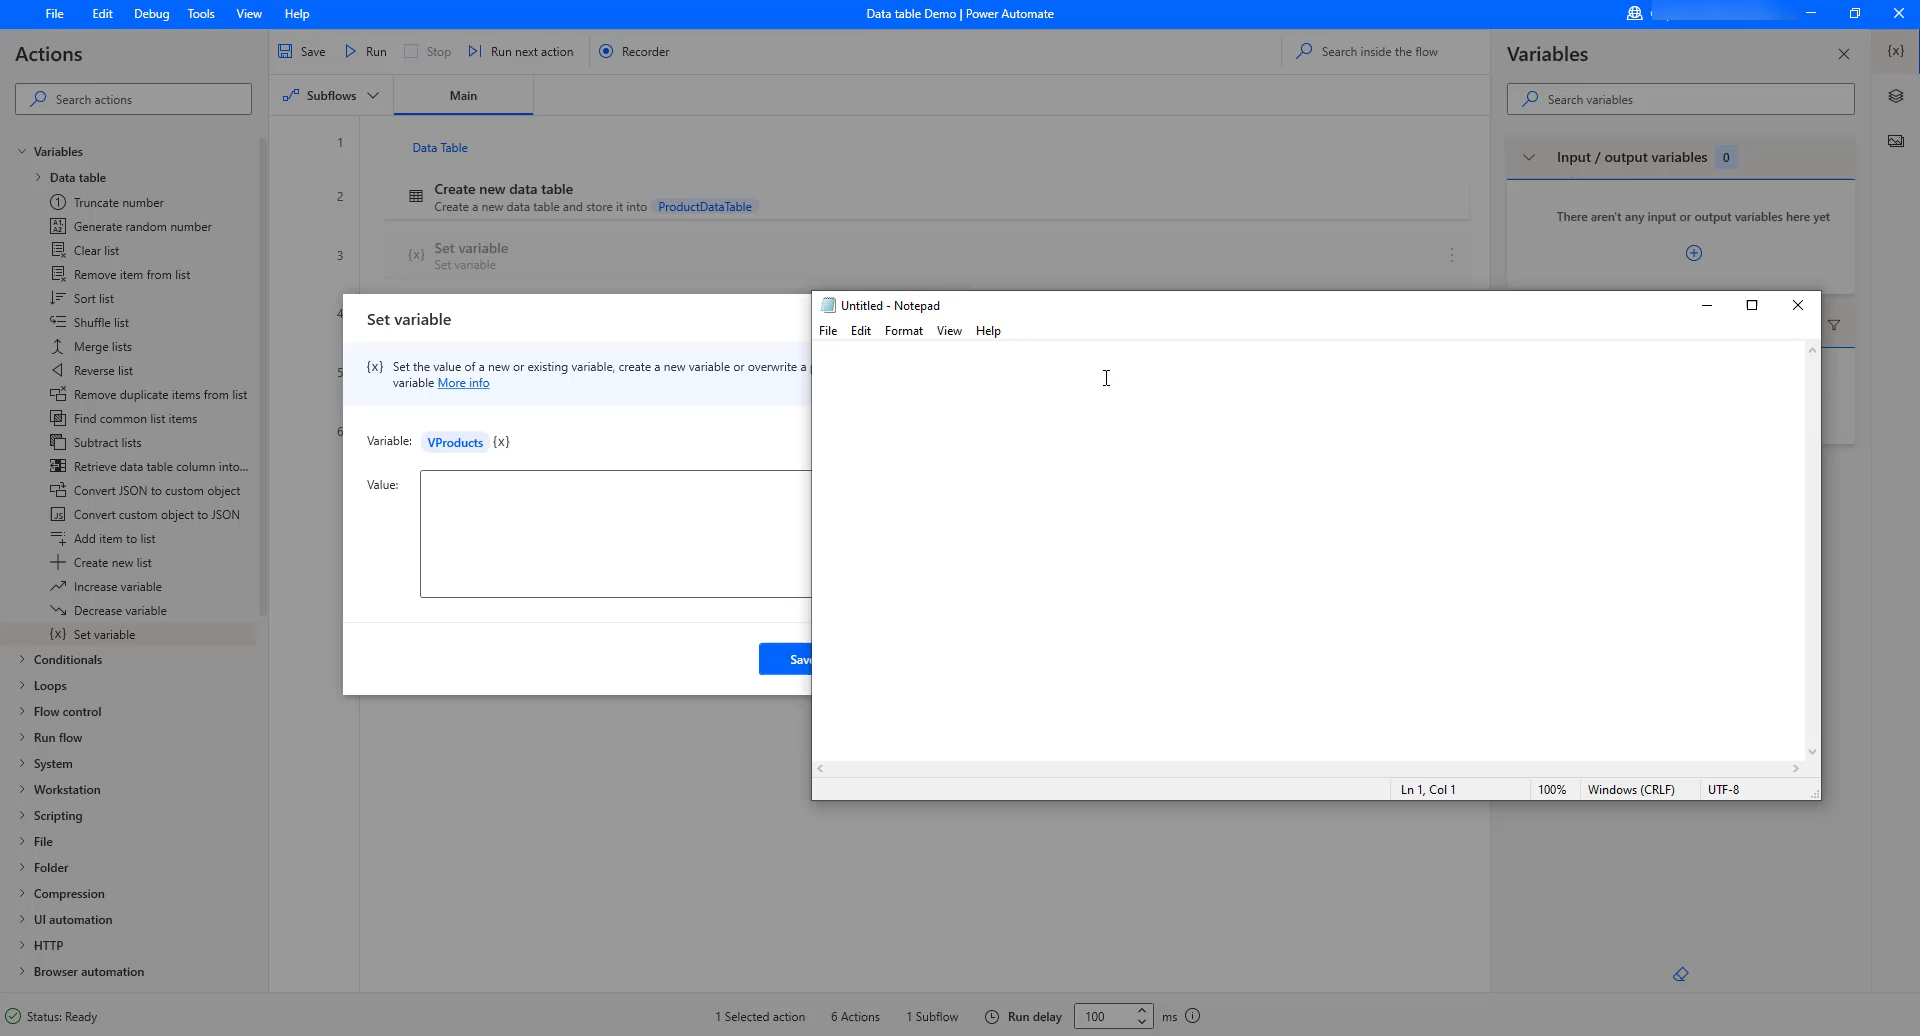 File Edit Debug Tools View Help
Data table Demo | Power Automate
Actions
Search actions
Variables
Data table
Truncate number
Generate random number
Clear list
Remove item from list
Sort list
Shuffle list
Merge lists
Reverse list
Remove duplicate items from list
Find common list items
Subtract lists
Retrieve data table column into...
Convert JSON to custom object
Convert custom object to JSON
Add item to list
Create new list
Increase variable
Decrease variable
{x} Set variable
Conditionals
Loops
Flow control
Run flow
System
Workstation
Scripting
File
Folder
Compression
UI automation
HTTP
Browser automation
Save Run Stop Run next action Recorder
Search inside the flow
Subflows Main
1 Data Table
2 Create new data table
Create a new data table and store it into ProductDataTable
3 {x} Set variable
Set variable
4
5
6
Set variable
{x} Set the value of a new or existing variable, create a new variable or overwrite a
variable More info
Variable: VProducts {x}
Value:
Save
Untitled - Notepad
File Edit Format View Help
Ln 1, Col 1 100% Windows (CRLF) UTF-8
Variables
{x}
Search variables
Input / output variables 0
There aren't any input or output variables here yet
Status: Ready
1 Selected action 6 Actions 1 Subflow Run delay 100 ms